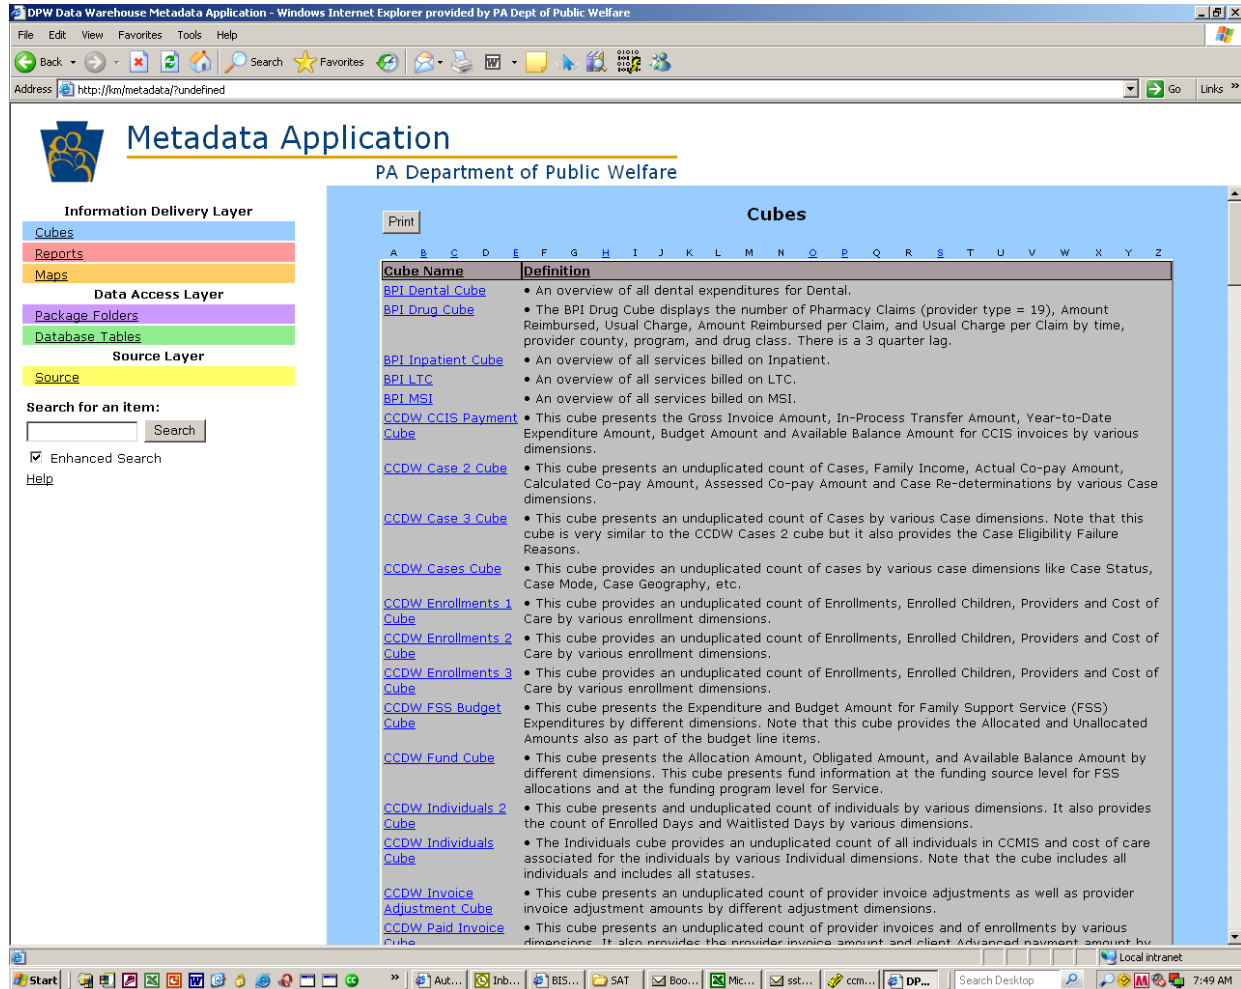 DPW Data Warehouse Metadata Application - Windows Internet Explorer provided by PA Dept of Public Welfare
File Edit View Favorites Tools Help
Back Search Favorites
Address http://km/metadata/?undefined Go Links »
Metadata Application
PA Department of Public Welfare
Information Delivery Layer
Cubes
Reports
Maps
Data Access Layer
Package Folders
Database Tables
Source Layer
Source
Search for an item:
Search
Enhanced Search
Help
Print
Cubes
A B C D E F G H I J K L M N O P Q R S T U V W X Y Z
Cube Name Definition
BPI Dental Cube • An overview of all dental expenditures for Dental.
BPI Drug Cube • The BPI Drug Cube displays the number of Pharmacy Claims (provider type = 19), Amount
Reimbursed, Usual Charge, Amount Reimbursed per Claim, and Usual Charge per Claim by time,
provider county, program, and drug class. There is a 3 quarter lag.
BPI Inpatient Cube • An overview of all services billed on Inpatient.
BPI LTC • An overview of all services billed on LTC.
BPI MSI • An overview of all services billed on MSI.
CCDW CCIS Payment • This cube presents the Gross Invoice Amount, In-Process Transfer Amount, Year-to-Date
Cube Expenditure Amount, Budget Amount and Available Balance Amount for CCIS invoices by various
dimensions.
CCDW Case 2 Cube • This cube presents an unduplicated count of Cases, Family Income, Actual Co-pay Amount,
Calculated Co-pay Amount, Assessed Co-pay Amount and Case Re-determinations by various Case
dimensions.
CCDW Case 3 Cube • This cube presents an unduplicated count of Cases by various Case dimensions. Note that this
cube is very similar to the CCDW Cases 2 cube but it also provides the Case Eligibility Failure
Reasons.
CCDW Cases Cube • This cube provides an unduplicated count of cases by various case dimensions like Case Status,
Case Mode, Case Geography, etc.
CCDW Enrollments 1 • This cube provides an unduplicated count of Enrollments, Enrolled Children, Providers and Cost of
Cube Care by various enrollment dimensions.
CCDW Enrollments 2 • This cube provides an unduplicated count of Enrollments, Enrolled Children, Providers and Cost of
Cube Care by various enrollment dimensions.
CCDW Enrollments 3 • This cube provides an unduplicated count of Enrollments, Enrolled Children, Providers and Cost of
Cube Care by various enrollment dimensions.
CCDW FSS Budget • This cube presents the Expenditure and Budget Amount for Family Support Service (FSS)
Cube Expenditures by different dimensions. Note that this cube provides the Allocated and Unallocated
Amounts also as part of the budget line items.
CCDW Fund Cube • This cube presents the Allocation Amount, Obligated Amount, and Available Balance Amount by
different dimensions. This cube presents fund information at the funding source level for FSS
allocations and at the funding program level for Service.
CCDW Individuals 2 • This cube presents and unduplicated count of individuals by various dimensions. It also provides
Cube the count of Enrolled Days and Waitlisted Days by various dimensions.
CCDW Individuals • The Individuals cube provides an unduplicated count of all individuals in CCMIS and cost of care
Cube associated for the individuals by various Individual dimensions. Note that the cube includes all
individuals and includes all statuses.
CCDW Invoice • This cube presents an unduplicated count of provider invoice adjustments as well as provider
Adjustment Cube invoice adjustment amounts by different adjustment dimensions.
CCDW Paid Invoice • This cube presents an unduplicated count of provider invoices and of enrollments by various
Cube dimensions. It also provides the provider invoice amount and client Advanced payment amount by
Local intranet
Start » Aut... Inb... BIS... SAT Boo... Mic... sst... ccm... DP... Search Desktop 7:49 AM